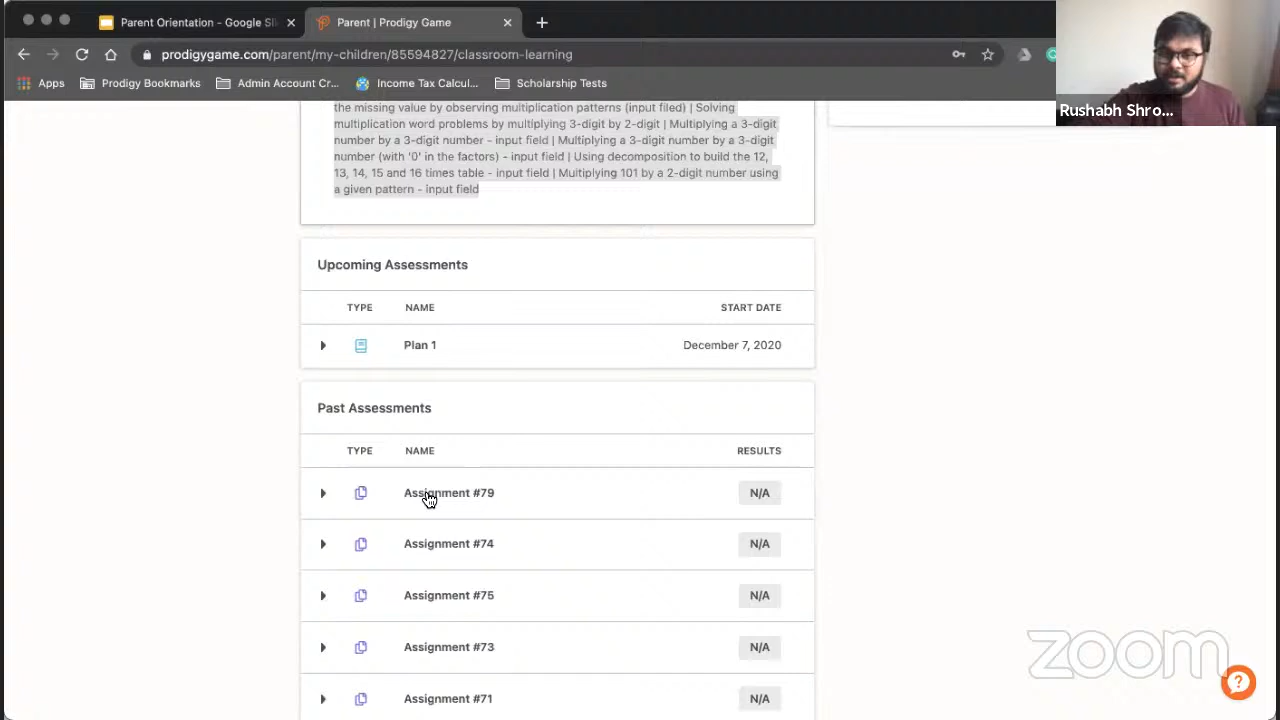 Parent Orientation - Google Sli
Parent | Prodigy Game
prodigygame.com/parent/my-children/85594827/classroom-learning
Apps
Prodigy Bookmarks
Admin Account Cr...
Income Tax Calcul...
Scholarship Tests
Rushabh Shro...
the missing value by observing multiplication patterns (input filed) | Solving
multiplication word problems by multiplying 3-digit by 2-digit | Multiplying a 3-digit
number by a 3-digit number - input field | Multiplying a 3-digit number by a 3-digit
number (with '0' in the factors) - input field | Using decomposition to build the 12,
13, 14, 15 and 16 times table - input field | Multiplying 101 by a 2-digit number using
a given pattern - input field
Upcoming Assessments
TYPE NAME START DATE
Plan 1 December 7, 2020
Past Assessments
TYPE NAME RESULTS
Assignment #79 N/A
Assignment #74 N/A
Assignment #75 N/A
Assignment #73 N/A
Assignment #71 N/A
zoom